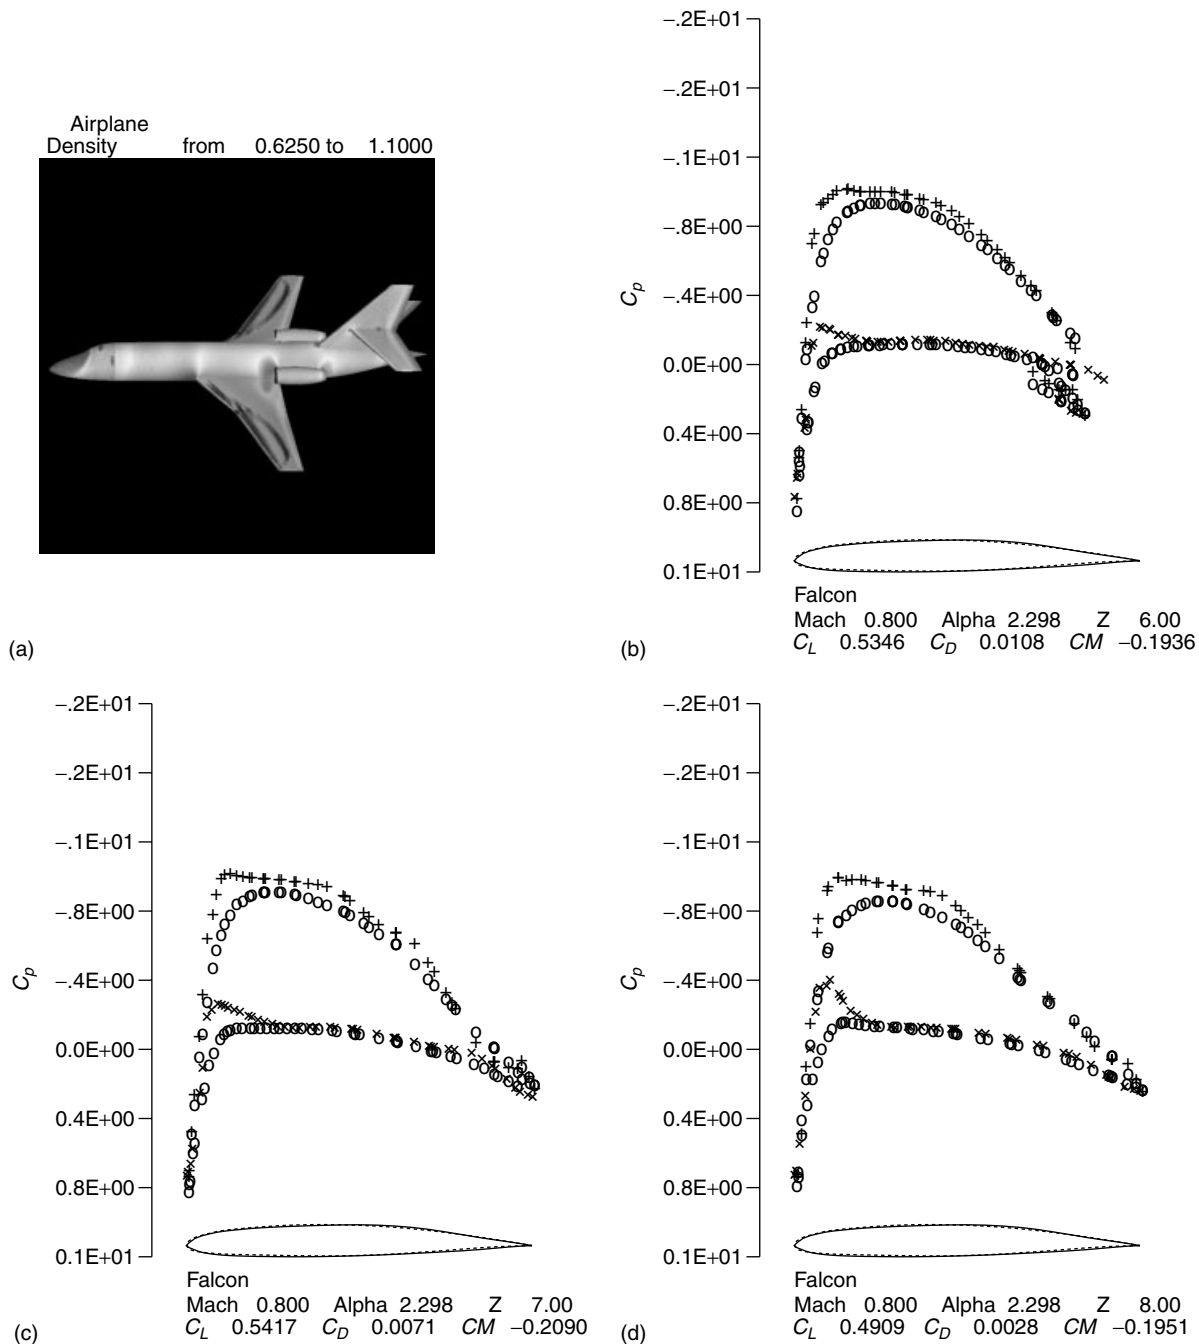 Airplane
Density from 0.6250 to 1.1000
(a)
−.2E+01
−.2E+01
−.1E+01
−.8E+00
−.4E+00
0.0E+00
0.4E+00
0.8E+00
0.1E+01
Cp
Falcon
Mach 0.800 Alpha 2.298 Z 6.00
CL 0.5346 CD 0.0108 CM −0.1936
(b)
−.2E+01
−.2E+01
−.1E+01
−.8E+00
−.4E+00
0.0E+00
0.4E+00
0.8E+00
0.1E+01
Cp
Falcon
Mach 0.800 Alpha 2.298 Z 7.00
CL 0.5417 CD 0.0071 CM −0.2090
(c)
−.2E+01
−.2E+01
−.1E+01
−.8E+00
−.4E+00
0.0E+00
0.4E+00
0.8E+00
0.1E+01
Cp
Falcon
Mach 0.800 Alpha 2.298 Z 8.00
CL 0.4909 CD 0.0028 CM −0.1951
(d)